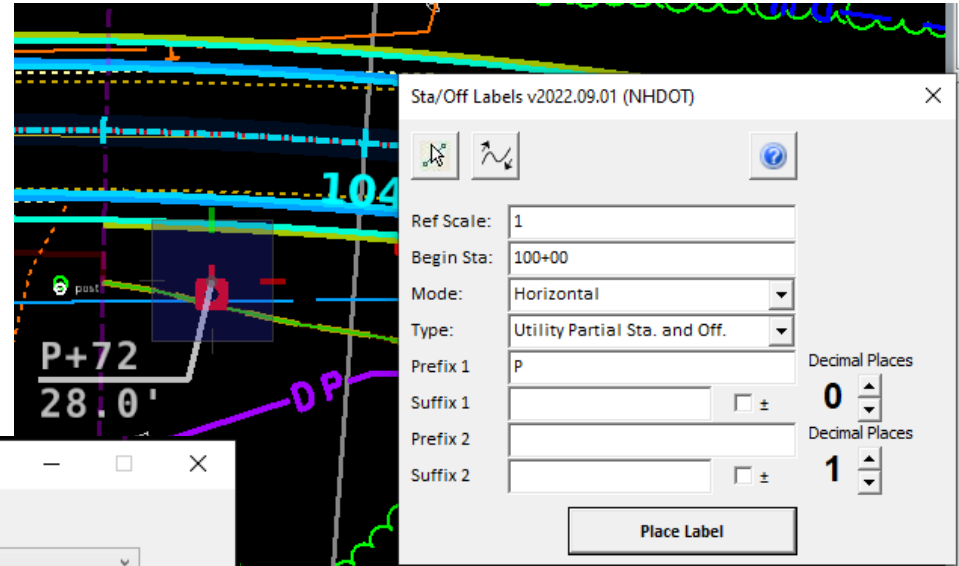 Sta/Off Labels v2022.09.01 (NHDOT)
104
post
P+72
28.0'
DP
Ref Scale: 1
Begin Sta: 100+00
Mode: Horizontal
Type: Utility Partial Sta. and Off.
Prefix 1 P
Decimal Places
Suffix 1 ± 0
Prefix 2
Decimal Places
Suffix 2 ± 1
Place Label